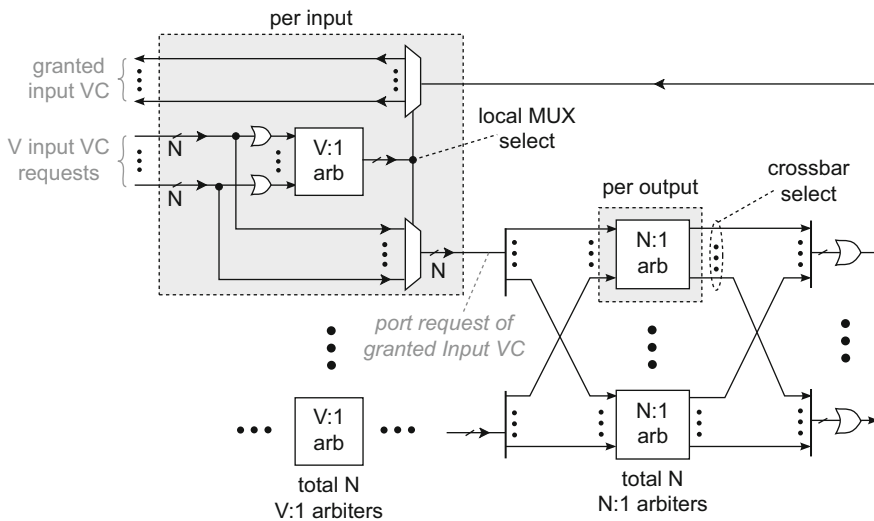 per input
granted
input VC
V input VC
requests
N
N
V:1
arb
local MUX
select
N
port request of
granted Input VC
per output
crossbar
select
N:1
arb
V:1
arb
total N
V:1 arbiters
N:1
arb
total N
N:1 arbiters